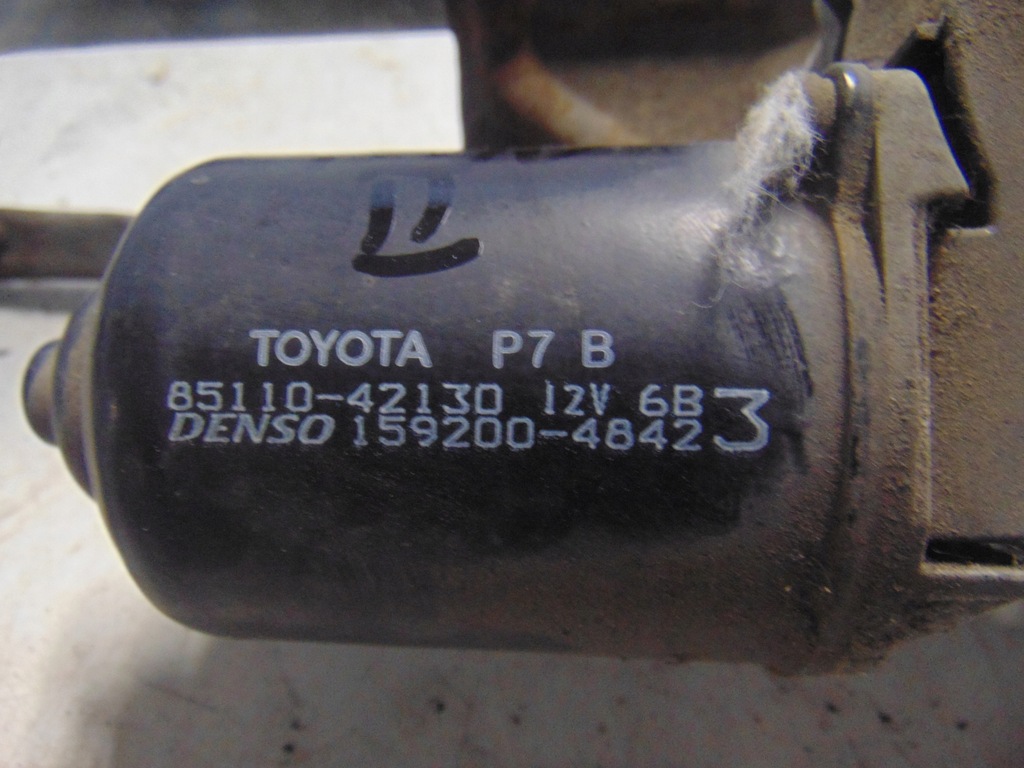 TOYOTA P7 B
85110-42130 12V 6B
DENSO 159200-4842 3